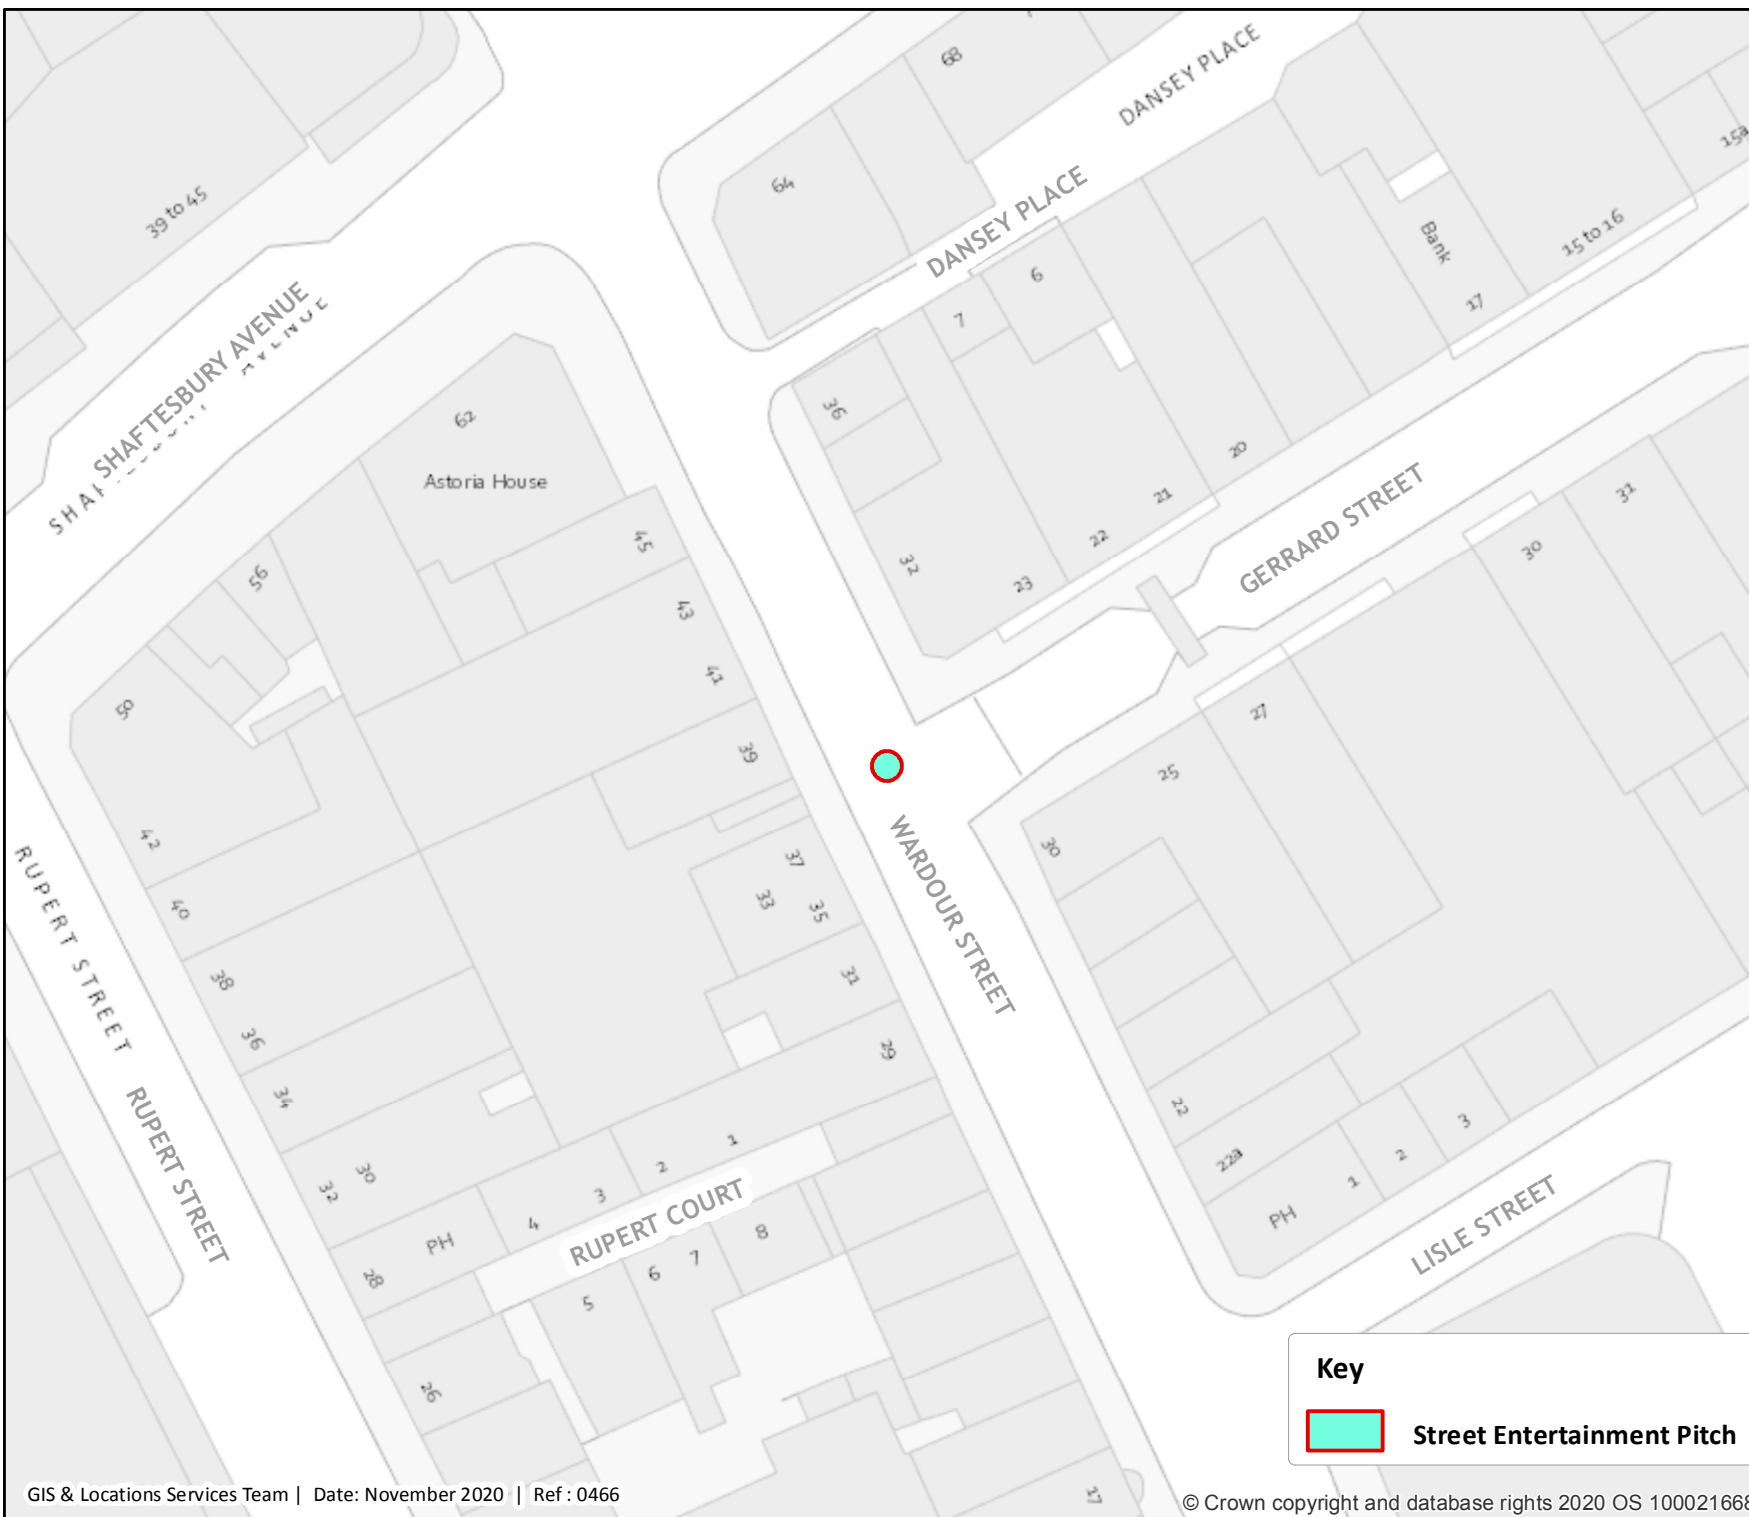 68
DANSEY PLACE
64
39 to 45
DANSEY PLACE
15a
Bank
15 to 16
6
7
17
SHAFTESBURY AVENUE
AVENUE
62
36
Astoria House
20
21
22
GERRARD STREET
31
30
45
32
23
56
43
41
50
27
39
25
42
37
30
33
35
WARDOUR STREET
40
RUPERT STREET
38
31
36
29
34
22
RUPERT STREET
1
2
3
22a
2
3
1
30
32
4
PH
RUPERT COURT
8
PH
LISLE STREET
28
6
7
5
26
17
Key
Street Entertainment Pitch
GIS & Locations Services Team | Date: November 2020 | Ref : 0466
© Crown copyright and database rights 2020 OS 100021668